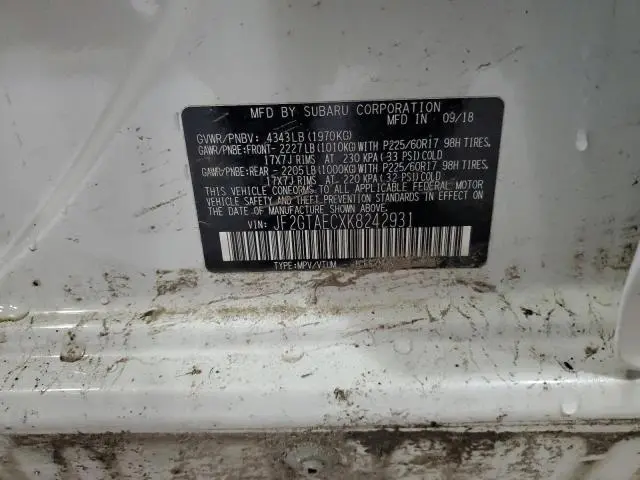 MFD BY SUBARU CORPORATION
MFD IN 09/18
GVWR/PNBV: 4343LB(1970KG)
GAWR/PNBE:FRONT- 2227LB(1010KG)WITH P225/60R17 98H TIRES,
17X7J RIMS AT 230 KPA(33 PSI)COLD
GAWR/PNBE:REAR - 2205LB(1000KG)WITH P225/60R17 98H TIRES,
17X7J RIMS AT 220 KPA(32 PSI)COLD
THIS VEHICLE CONFORMS TO ALL APPLICABLE FEDERAL MOTOR
VEHICLE SAFETY AND THEFT PREVENTION STANDARDS IN EFFECT
ON THE DATE OF MANUFACTURE SHOWN ABOVE.
VIN: JF2GTAECXK8242931
TYPE:MPV/VTUM